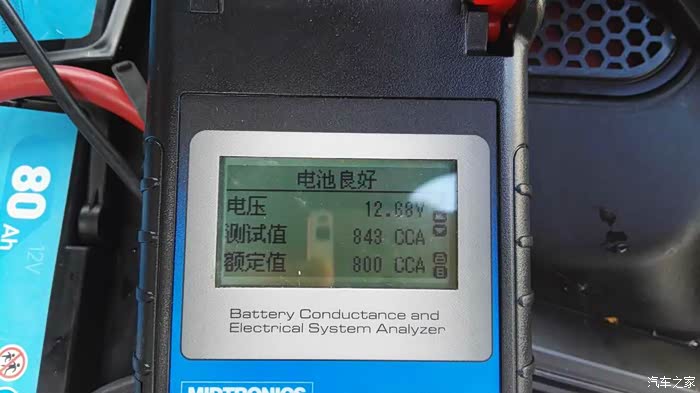 80
Ah
12V
电池良好
电压 12.68V
测试值 843 CCA
额定值 800 CCA
Battery Conductance and
Electrical System Analyzer
MIDTRONICS
汽车之家